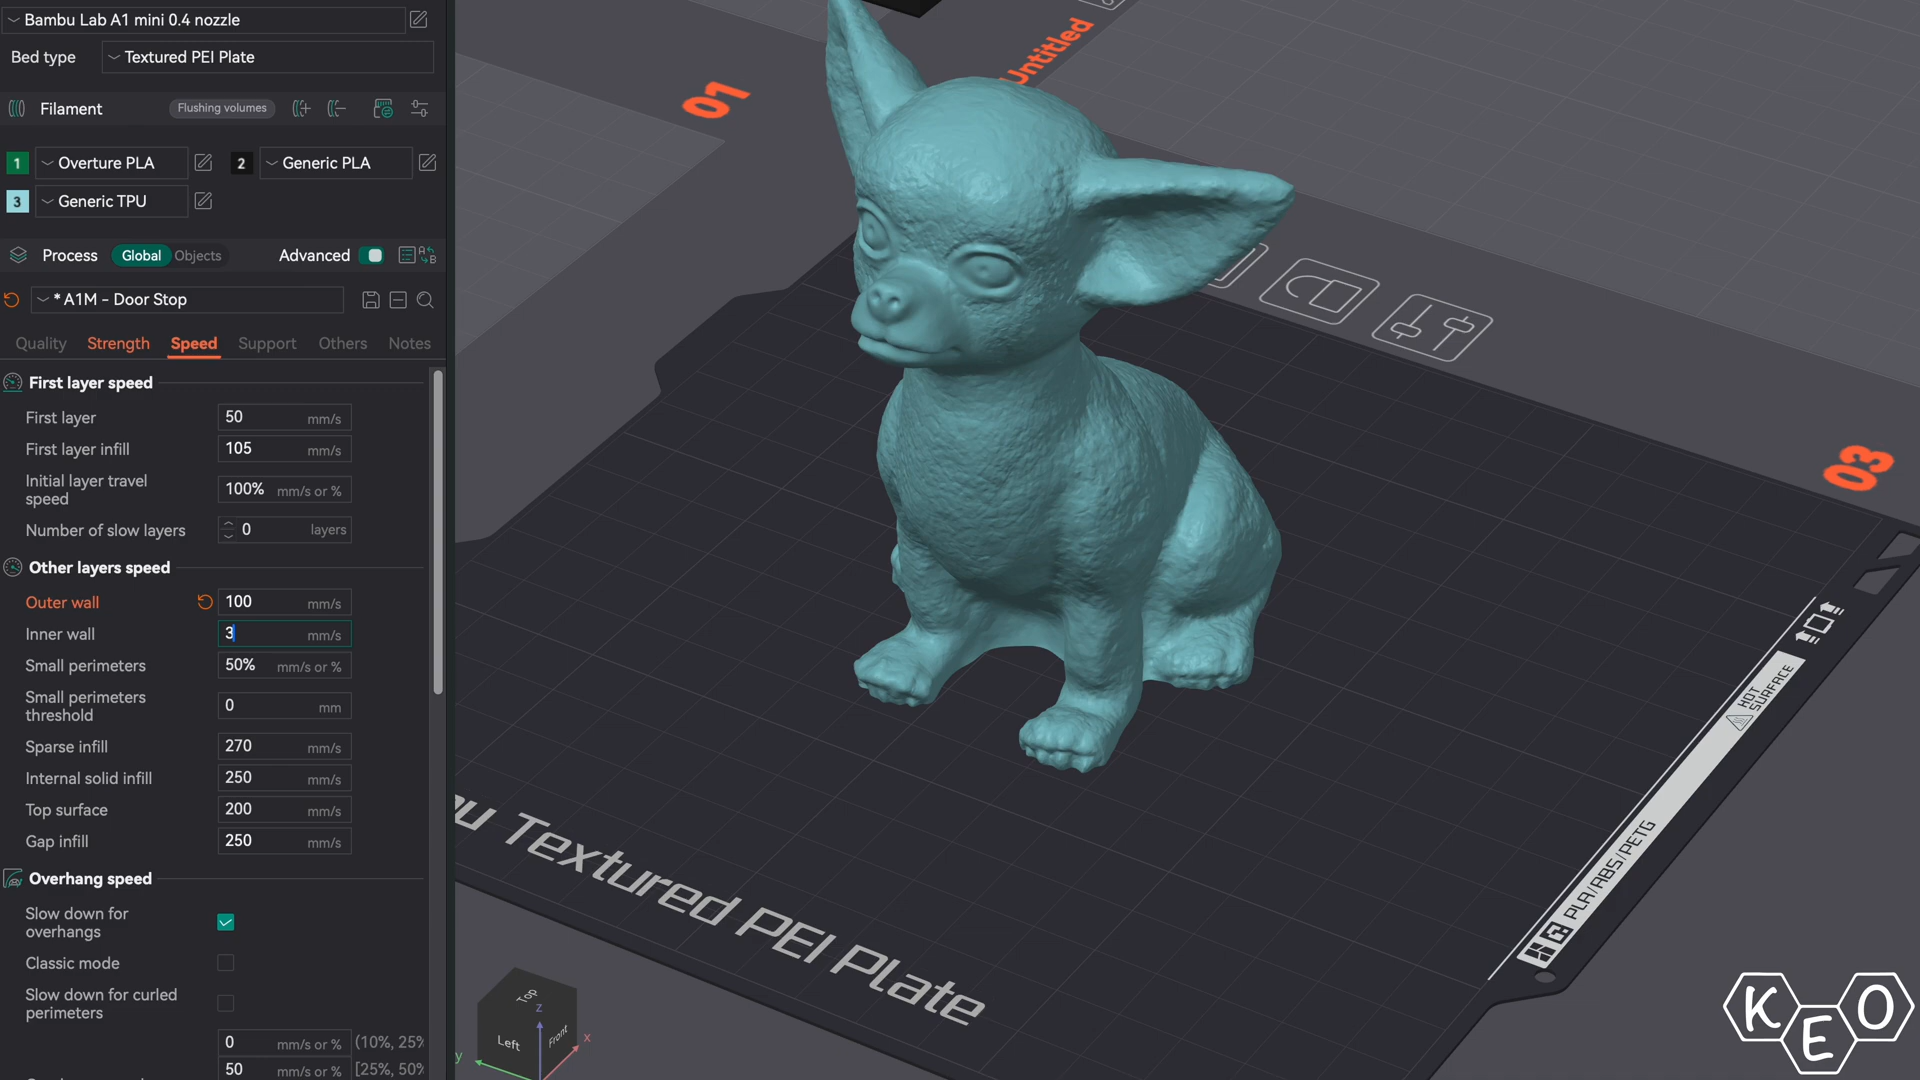 Bambu Lab A1 mini 0.4 nozzle
Bed type
Textured PEI Plate
Filament
Flushing volumes
1
Overture PLA
2
Generic PLA
3
Generic TPU
Process
Global
Objects
Advanced
* A1M - Door Stop
Quality
Strength
Speed
Support
Others
Notes
First layer speed
First layer
50
mm/s
First layer infill
105
mm/s
Initial layer travel
speed
100%
mm/s or %
Number of slow layers
0
layers
Other layers speed
Outer wall
100
mm/s
Inner wall
3
mm/s
Small perimeters
50%
mm/s or %
Small perimeters
threshold
0
mm
Sparse infill
270
mm/s
Internal solid infill
250
mm/s
Top surface
200
mm/s
Gap infill
250
mm/s
Overhang speed
Slow down for
overhangs
Classic mode
Slow down for curled
perimeters
0
mm/s or %
(10%, 25%
50
mm/s or %
[25%, 50%
01
Untitled
03
HOT
SURFACE
PLA/ABS/PETG
Textured PEI Plate
Top
Left
Front
z
x
y
KEO